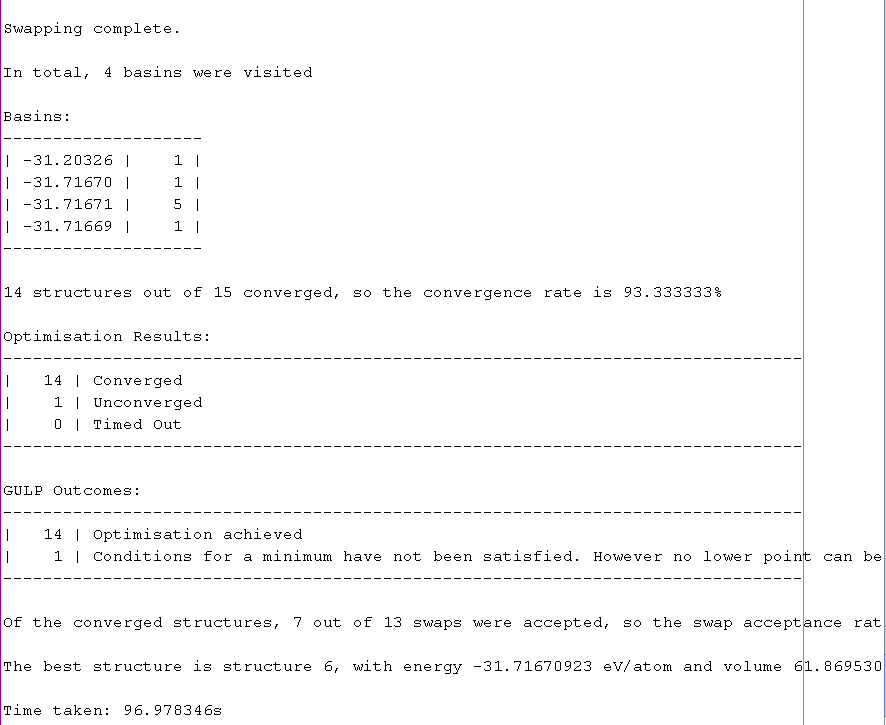 Swapping complete.
In total, 4 basins were visited
Basins:
--------------------
| -31.20326 |    1 |
| -31.71670 |    1 |
| -31.71671 |    5 |
| -31.71669 |    1 |
--------------------
14 structures out of 15 converged, so the convergence rate is 93.333333%
Optimisation Results:
--------------------------------------------------------------------------------
|   14 | Converged
|    1 | Unconverged
|    0 | Timed Out
--------------------------------------------------------------------------------
GULP Outcomes:
--------------------------------------------------------------------------------
|   14 | Optimisation achieved
|    1 | Conditions for a minimum have not been satisfied. However no lower point can be
--------------------------------------------------------------------------------
Of the converged structures, 7 out of 13 swaps were accepted, so the swap acceptance rat
The best structure is structure 6, with energy -31.71670923 eV/atom and volume 61.869530
Time taken: 96.978346s